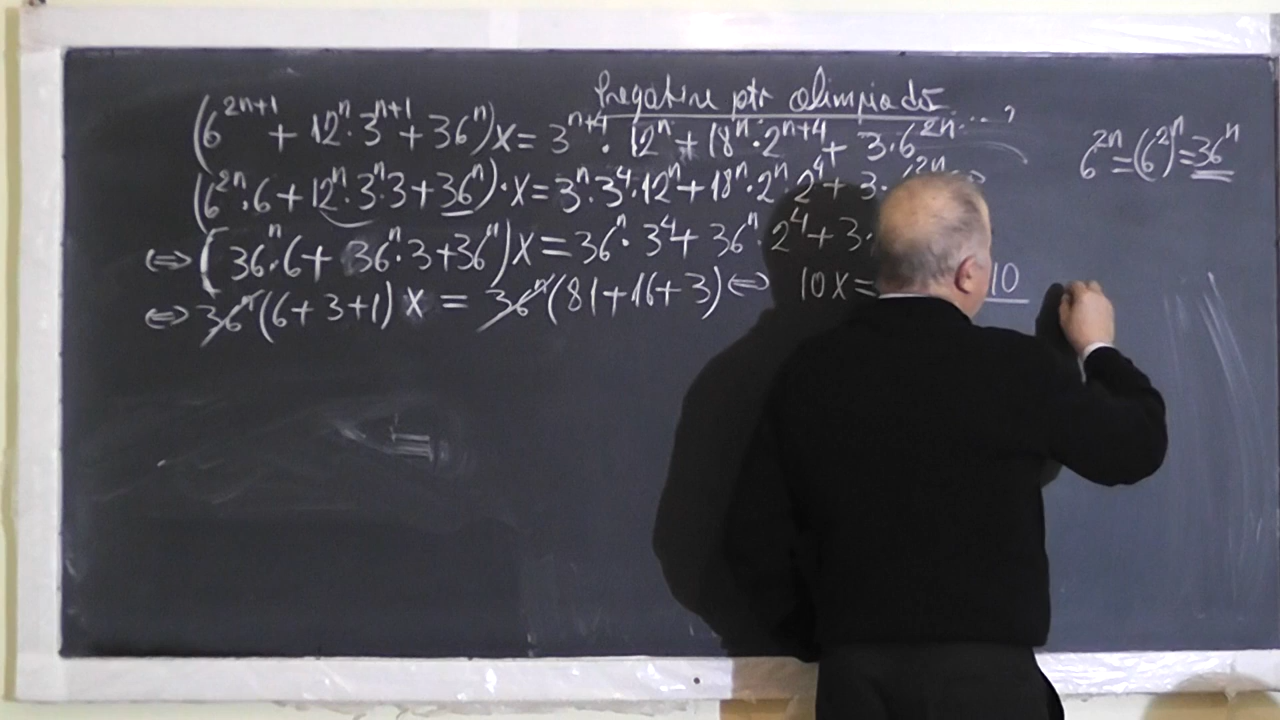 Pregătire ptr olimpiadă
(6^{2n+1} + 12^n · 3^{n+1} + 36^n)x = 3^{n+4} · 12^n + 18^n · 2^{n+4} + 3·6^{2n} ... ?
6^{2n} = (6^2)^n = 36^n
(6^{2n}·6 + 12^n·3^n·3 + 36^n)·x = 3^n·3^4·12^n + 18^n·2^n·2^4 + 3·
⇔ (36^n·6 + 36^n·3 + 36^n)x = 36^n·3^4 + 36^n·2^4 + 3·
⇔ 36^n(6+3+1)x = 36^n(81+16+3) ⇔ 10x = 10